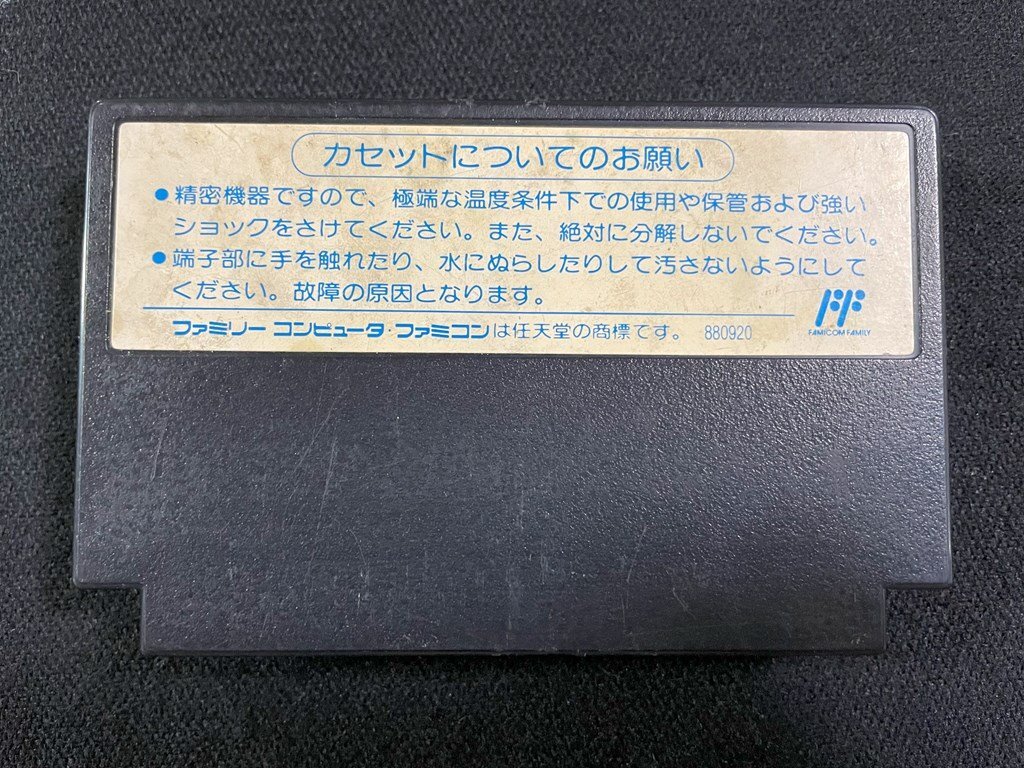 カセットについてのお願い
●精密機器ですので、極端な温度条件下での使用や保管および強い
ショックをさけてください。また、絶対に分解しないでください。
●端子部に手を触れたり、水にぬらしたりして汚さないようにして
ください。故障の原因となります。
ファミリー コンピュータ・ファミコンは任天堂の商標です。 880920
FAMICOM FAMILY